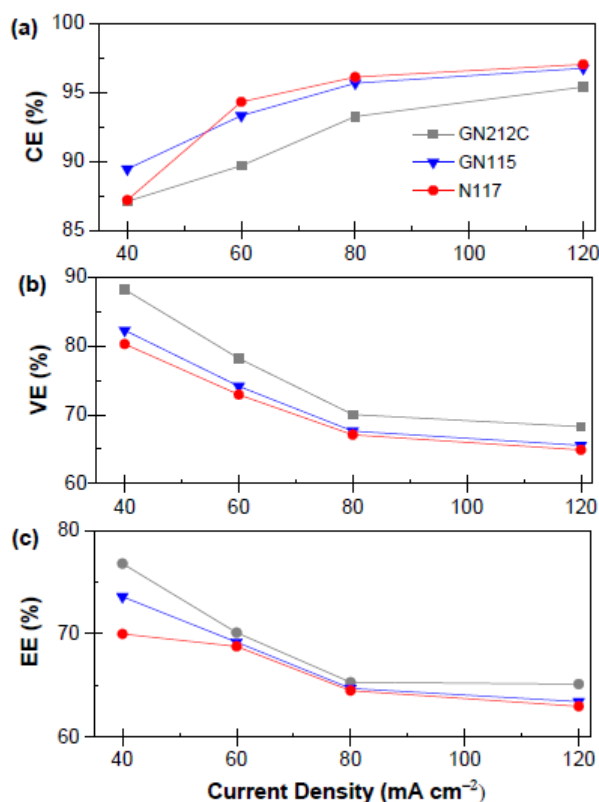 (a)
CE (%)
100
95
90
85
GN212C
GN115
N117
40 60 80 100 120
(b)
VE (%)
90
80
70
60
40 60 80 100 120
(c)
EE (%)
80
70
60
40 60 80 100 120
Current Density (mA cm⁻²)